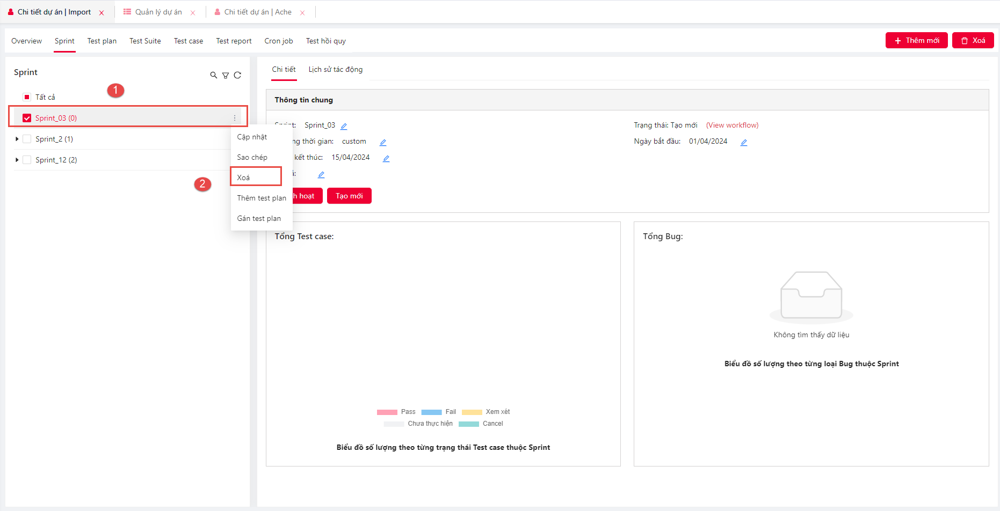 Chi tiết dự án | Import
Quản lý dự án
Chi tiết dự án | Ache
Overview
Sprint
Test plan
Test Suite
Test case
Test report
Cron job
Test hồi quy
Thêm mới
Xoá
Sprint
1
Tất cả
Sprint_03 (0)
Sprint_2 (1)
Sprint_12 (2)
2
Cập nhật
Sao chép
Xoá
Thêm test plan
Gán test plan
Chi tiết
Lịch sử tác động
Thông tin chung
Sprint: Sprint_03
Trạng thái: Tạo mới (View workflow)
thời gian: custom
Ngày bắt đầu: 01/04/2024
kết thúc: 15/04/2024
hoạt
Tạo mới
Tổng Test case:
Pass
Fail
Xem xét
Chưa thực hiện
Cancel
Biểu đồ số lượng theo từng trạng thái Test case thuộc Sprint
Tổng Bug:
Không tìm thấy dữ liệu
Biểu đồ số lượng theo từng loại Bug thuộc Sprint